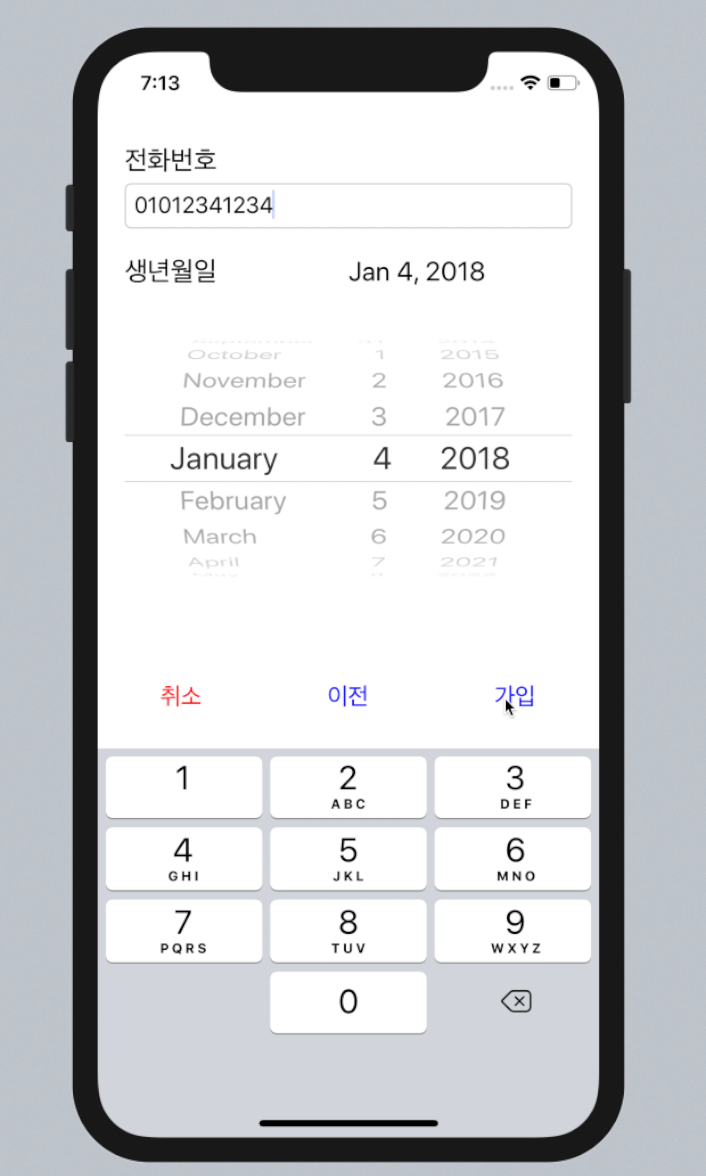 7:13
전화번호
01012341234
생년월일 Jan 4, 2018
October 1 2015
November 2 2016
December 3 2017
January 4 2018
February 5 2019
March 6 2020
April 7 2021
취소 이전 가입
1 2 3
ABC DEF
4 5 6
GHI JKL MNO
7 8 9
PQRS TUV WXYZ
0